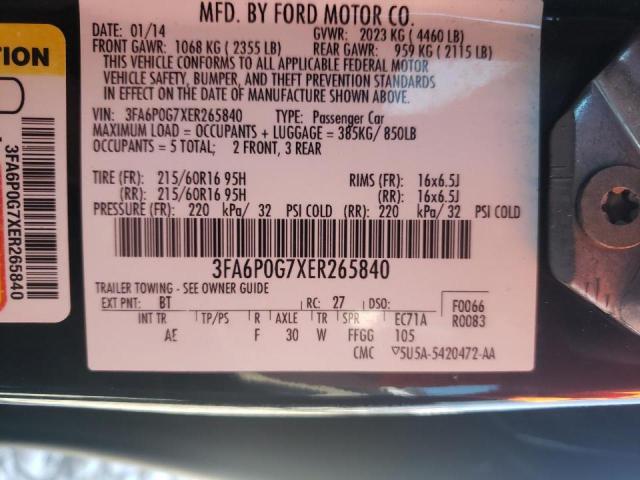 MFD. BY FORD MOTOR CO.
DATE: 01/14 GVWR: 2023 KG ( 4460 LB)
FRONT GAWR: 1068 KG ( 2355 LB) REAR GAWR: 959 KG ( 2115 LB)
THIS VEHICLE CONFORMS TO ALL APPLICABLE FEDERAL MOTOR
VEHICLE SAFETY, BUMPER, AND THEFT PREVENTION STANDARDS
IN EFFECT ON THE DATE OF MANUFACTURE SHOWN ABOVE.
VIN: 3FA6P0G7XER265840 TYPE: Passenger Car
MAXIMUM LOAD = OCCUPANTS + LUGGAGE = 385KG/ 850LB
OCCUPANTS = 5 TOTAL; 2 FRONT, 3 REAR
TIRE (FR): 215/60R16 95H RIMS (FR): 16x6.5J
(RR): 215/60R16 95H (RR): 16x6.5J
PRESSURE (FR): 220 kPa/ 32 PSI COLD (RR): 220 kPa/ 32 PSI COLD
3FA6P0G7XER265840
TRAILER TOWING – SEE OWNER GUIDE
EXT PNT: BT RC: 27 DSO: F0066
INT TR TP/PS R AXLE TR SPR EC71A R0083
AE F 30 W FFGG 105
CMC ▽5U5A-5420472-AA
CAUTION
3FA6P0G7XER265840